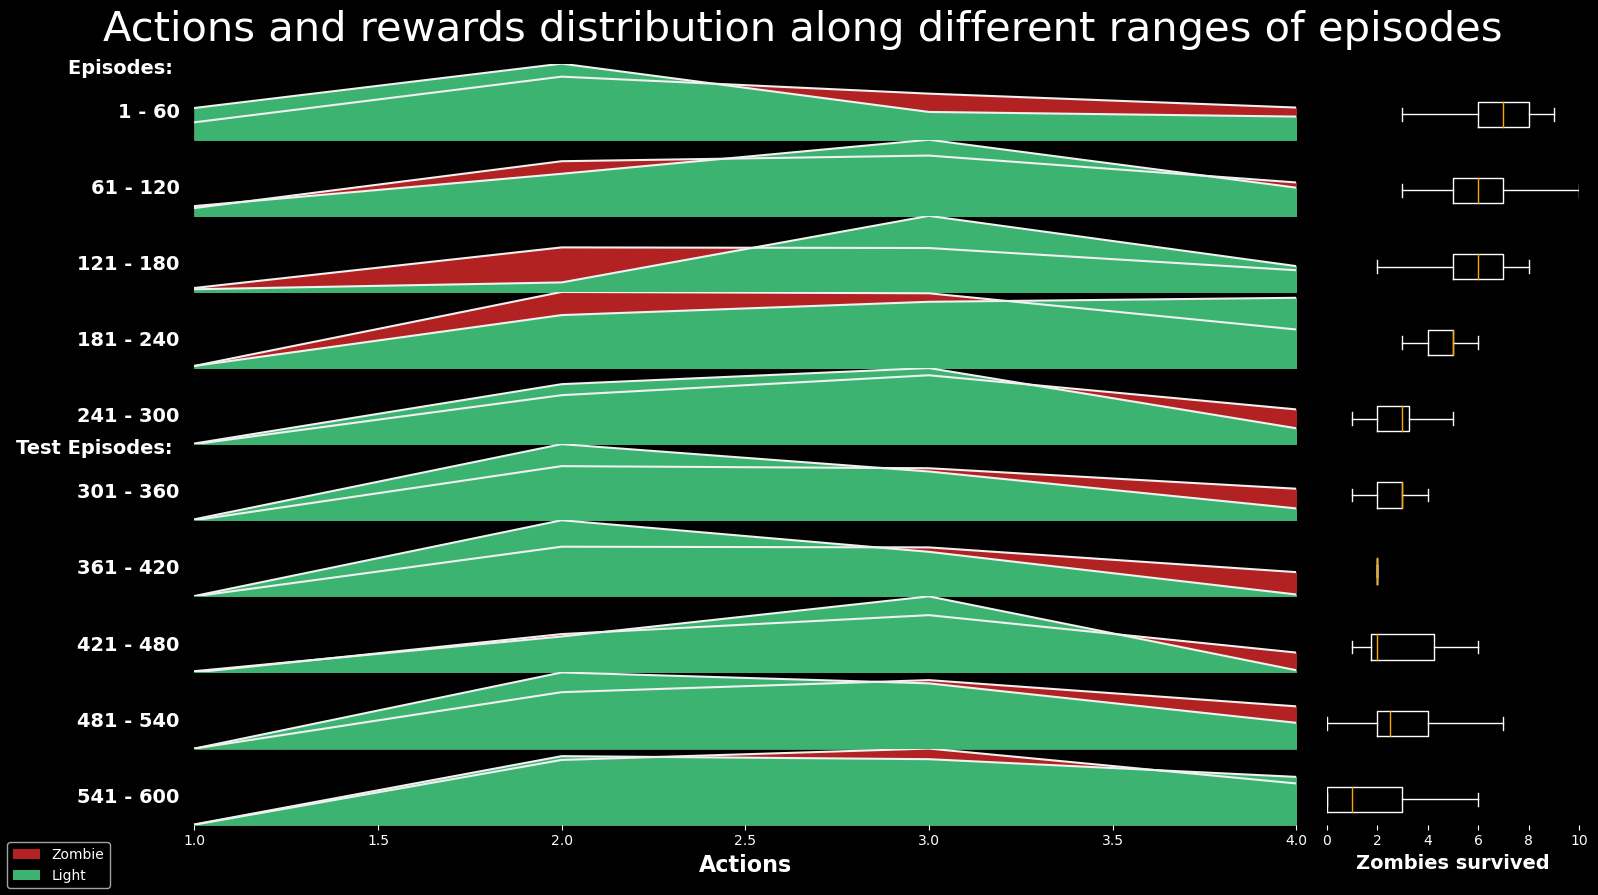 Actions and rewards distribution along different ranges of episodes
Episodes:
1 - 60
61 - 120
121 - 180
181 - 240
241 - 300
Test Episodes:
301 - 360
361 - 420
421 - 480
481 - 540
541 - 600
1.0 1.5 2.0 2.5 3.0 3.5 4.0
0 2 4 6 8 10
Actions
Zombies survived
Zombie
Light